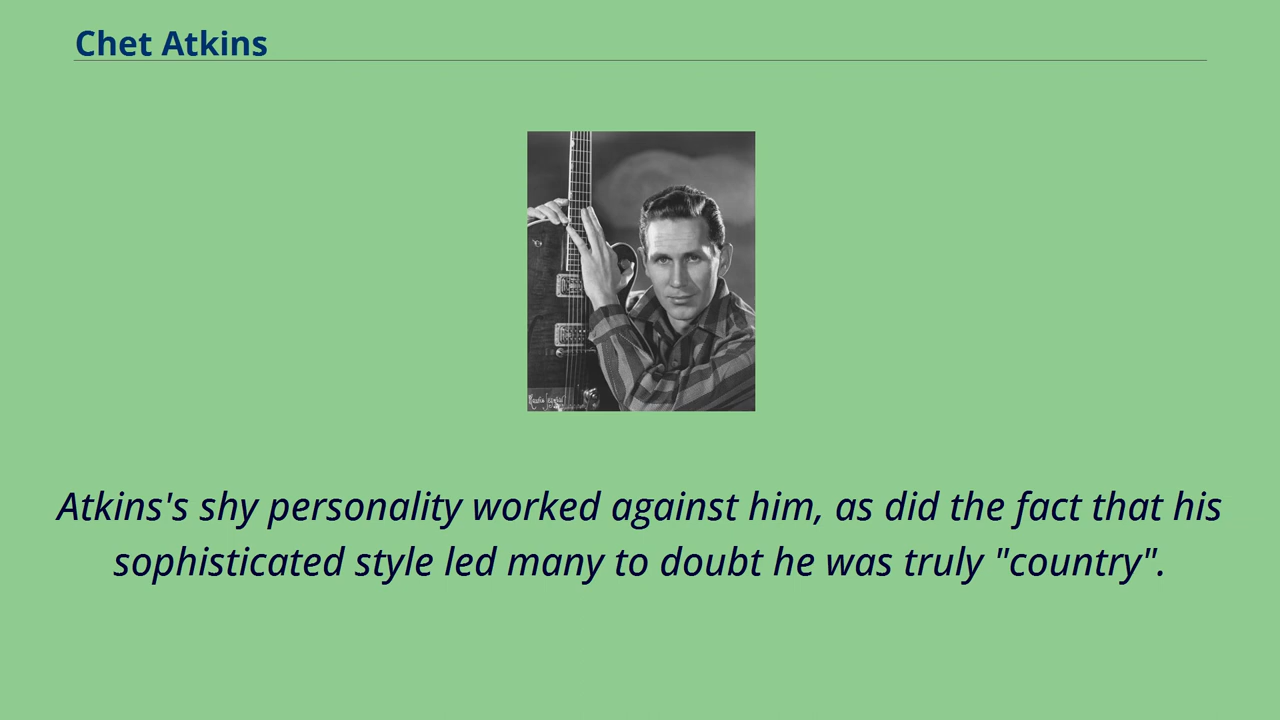 Chet Atkins
Atkins's shy personality worked against him, as did the fact that his
sophisticated style led many to doubt he was truly "country".